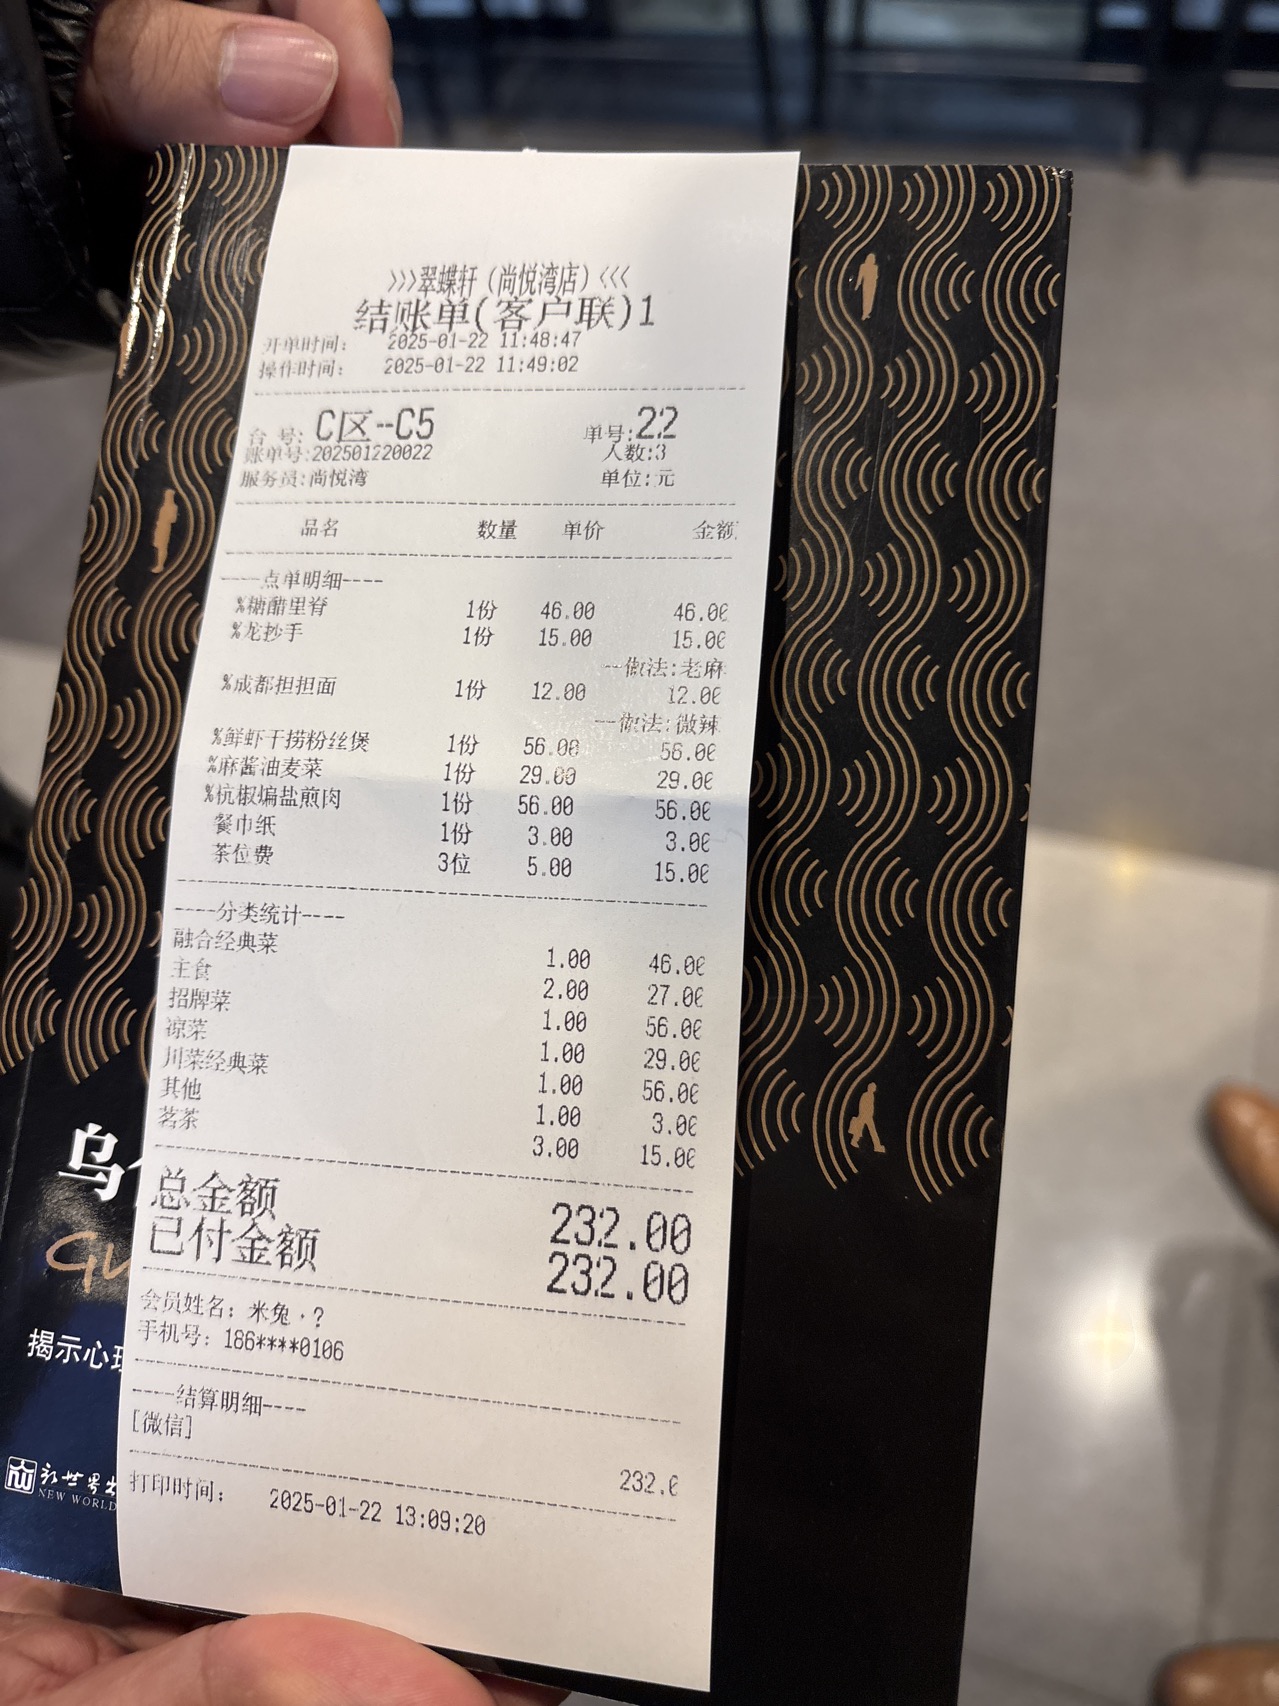 >>>翠蝶轩（尚悦湾店）<<<
结账单(客户联)1
开单时间： 2025-01-22 11:48:47
操作时间： 2025-01-22 11:49:02
台 号: C区--C5 单号:22
账单号:202501220022 人数:3
服务员:尚悦湾 单位:元
品名 数量 单价 金额
----点单明细----
%糖醋里脊 1份 46.00 46.00
%龙抄手 1份 15.00 15.00
--做法:老麻
%成都担担面 1份 12.00 12.00
--做法:微辣
%鲜虾干捞粉丝煲 1份 56.00 56.00
%麻酱油麦菜 1份 29.00 29.00
%杭椒煸盐煎肉 1份 56.00 56.00
餐巾纸 1份 3.00 3.00
茶位费 3位 5.00 15.00
----分类统计----
融合经典菜 1.00 46.00
主食 2.00 27.00
招牌菜 1.00 56.00
凉菜 1.00 29.00
川菜经典菜 1.00 56.00
其他 1.00 3.00
茗茶 3.00 15.00
总金额 232.00
已付金额 232.00
会员姓名：米兔·?
手机号：186****0106
----结算明细----
[微信] 232.0
打印时间： 2025-01-22 13:09:20
乌
揭示心理
新世界出
NEW WORLD